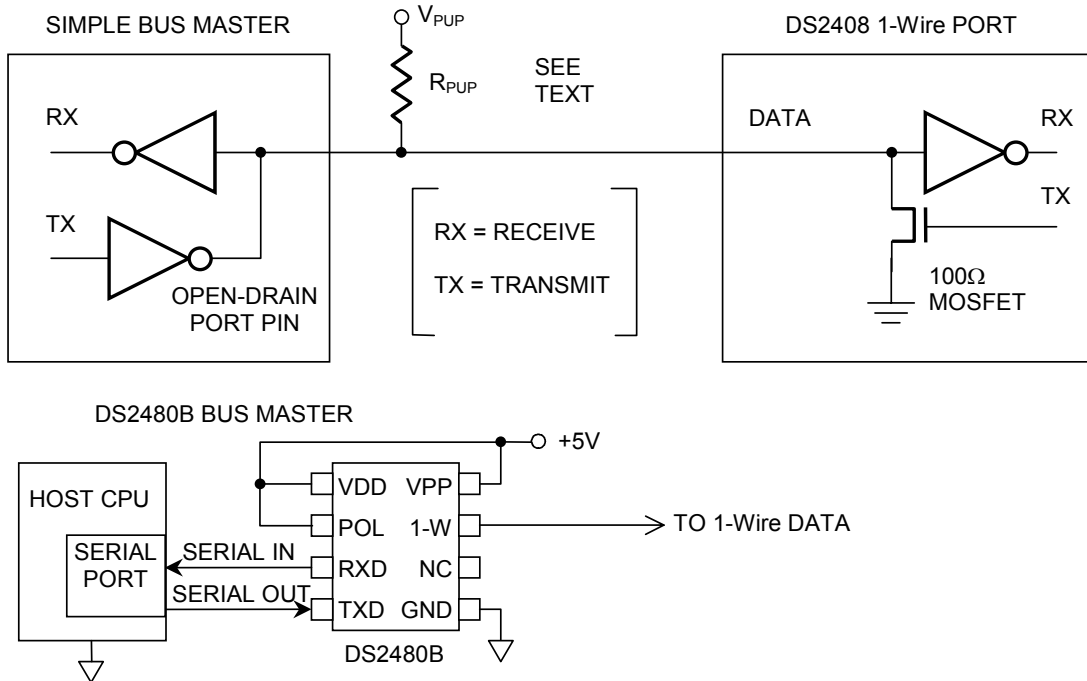 SIMPLE BUS MASTER
V_PUP
DS2408 1-Wire PORT
R_PUP
SEE
TEXT
RX
DATA
RX
TX
TX
RX = RECEIVE
TX = TRANSMIT
OPEN-DRAIN
PORT PIN
100Ω
MOSFET
DS2480B BUS MASTER
+5V
HOST CPU
VDD
VPP
POL
1-W
TO 1-Wire DATA
SERIAL
PORT
SERIAL IN
RXD
NC
SERIAL OUT
TXD
GND
DS2480B